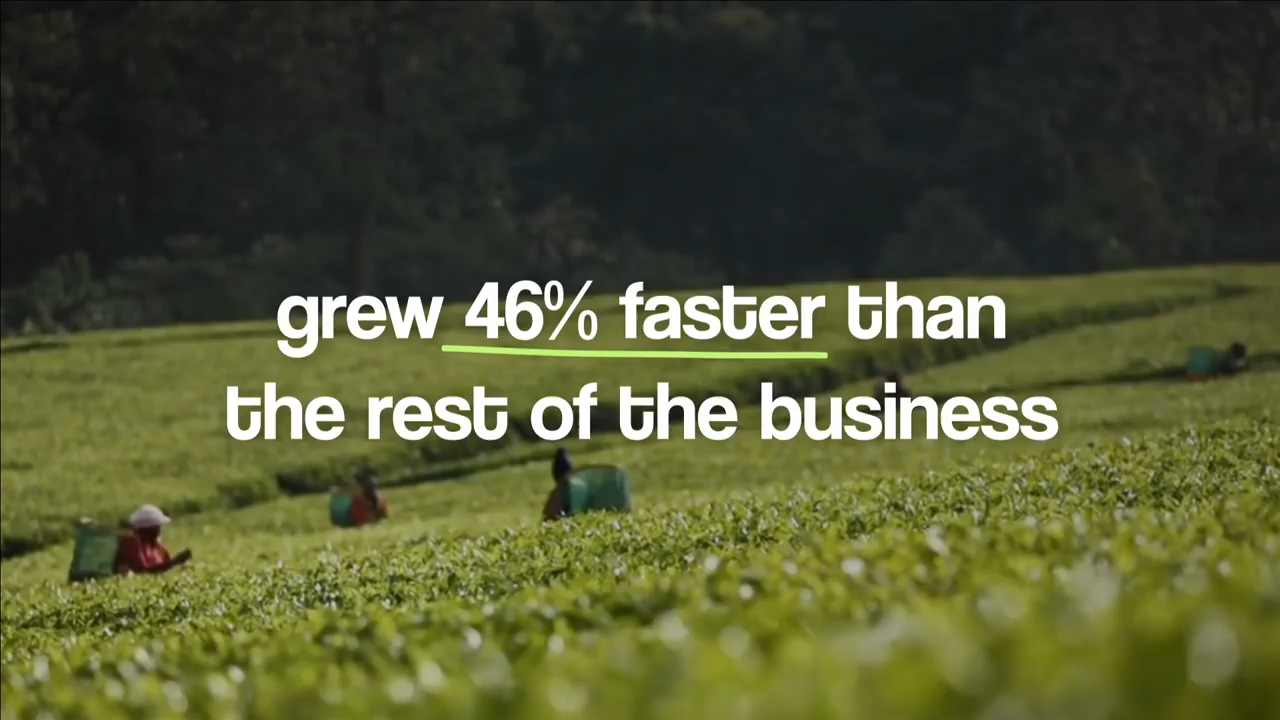 grew 46% faster than
the rest of the business